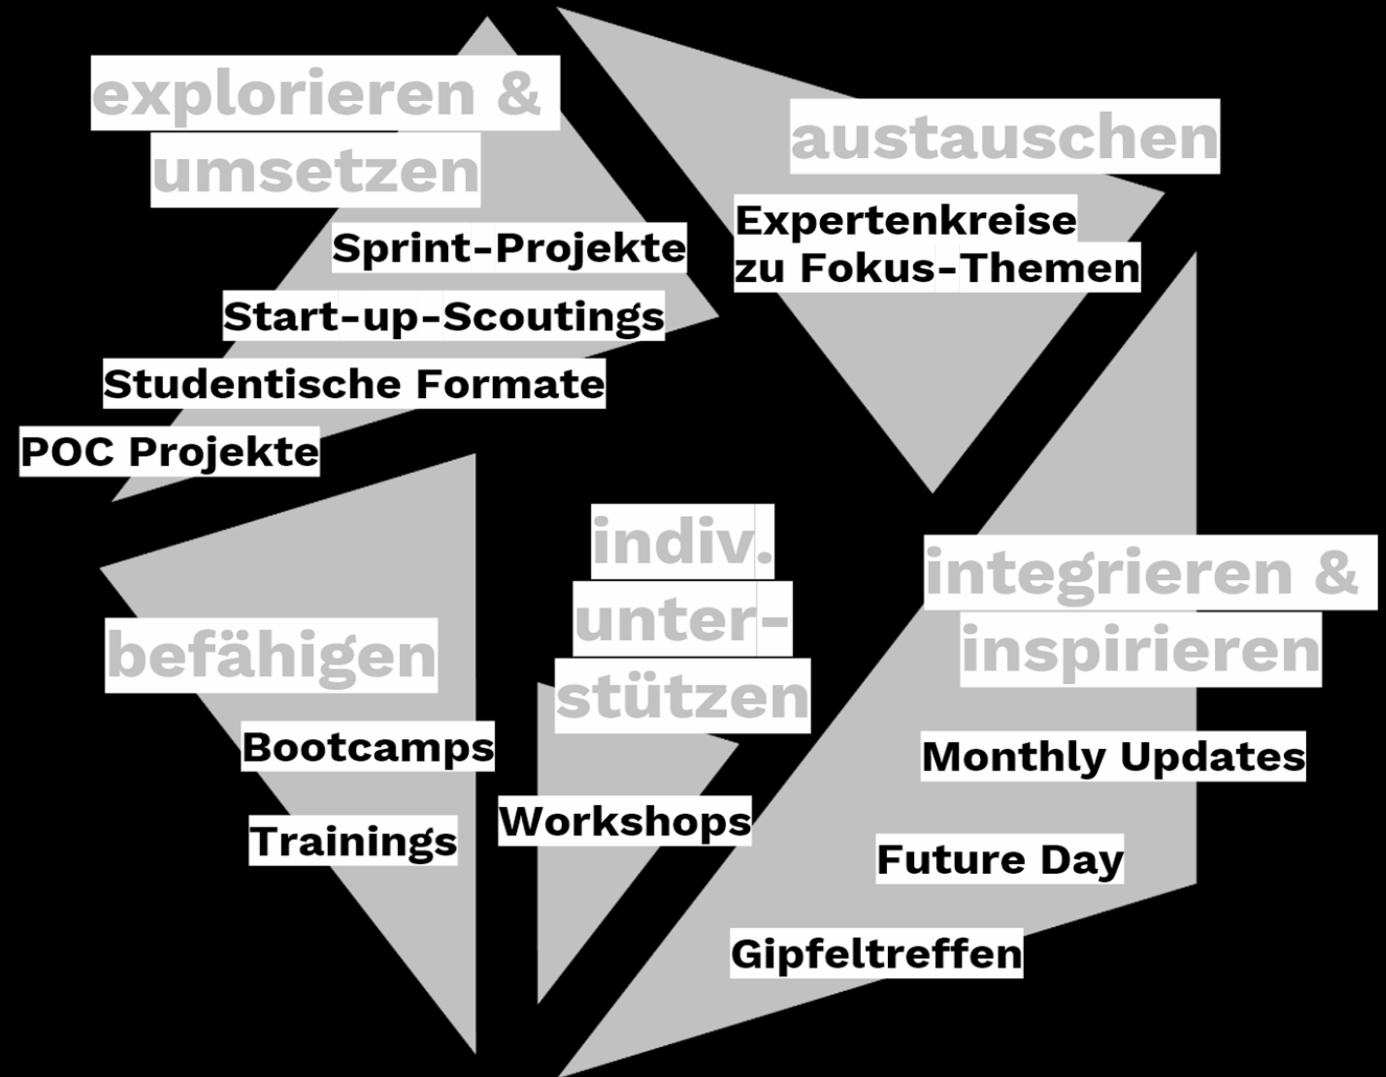 explorieren &
umsetzen
Sprint-Projekte
Start-up-Scoutings
Studentische Formate
POC Projekte
austauschen
Expertenkreise
zu Fokus-Themen
befähigen
Bootcamps
Trainings
indiv.
unter-
stützen
Workshops
integrieren &
inspirieren
Monthly Updates
Future Day
Gipfeltreffen